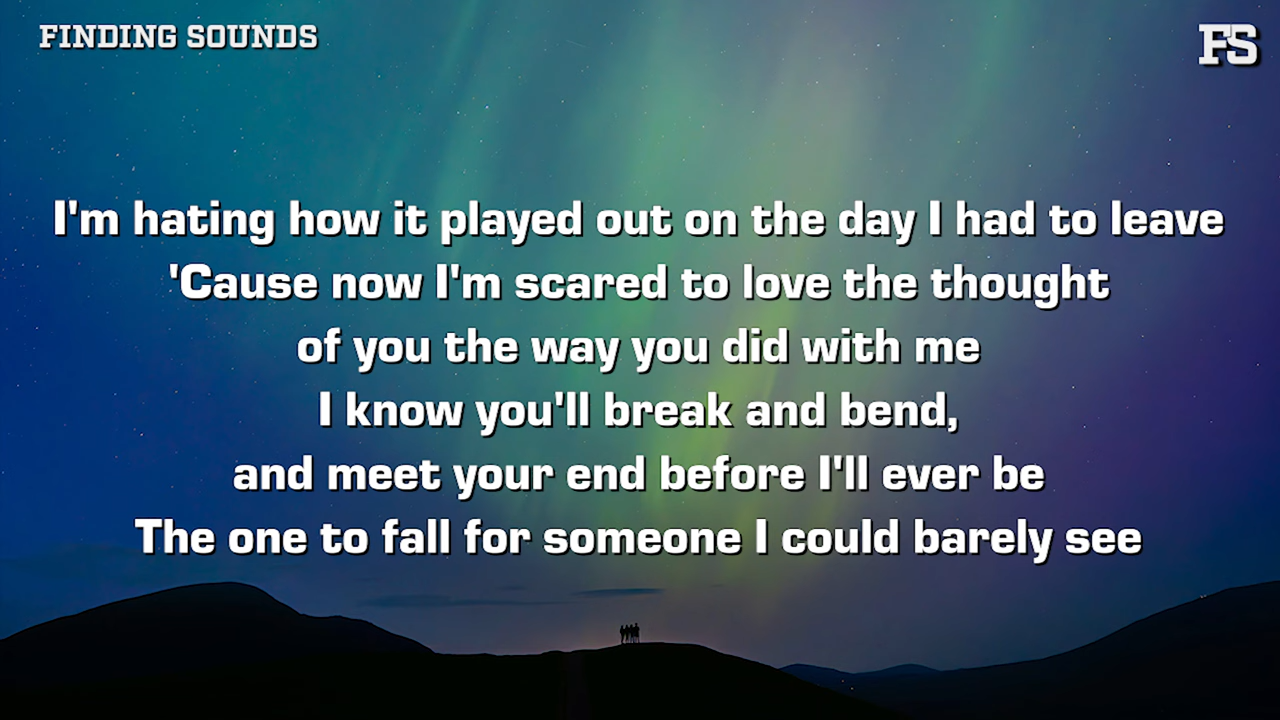 FINDING SOUNDS
FS
I'm hating how it played out on the day I had to leave
'Cause now I'm scared to love the thought
of you the way you did with me
I know you'll break and bend,
and meet your end before I'll ever be
The one to fall for someone I could barely see